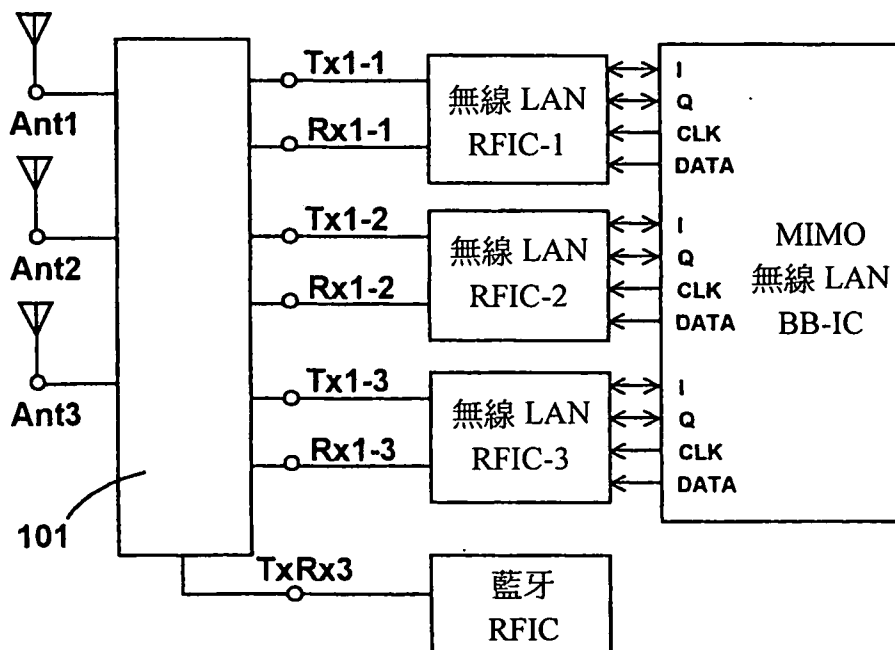 Ant1
Ant2
Ant3
101
Tx1-1
Rx1-1
Tx1-2
Rx1-2
Tx1-3
Rx1-3
TxRx3
無線 LAN
RFIC-1
無線 LAN
RFIC-2
無線 LAN
RFIC-3
藍牙
RFIC
I
Q
CLK
DATA
I
Q
CLK
DATA
I
Q
CLK
DATA
MIMO
無線 LAN
BB-IC